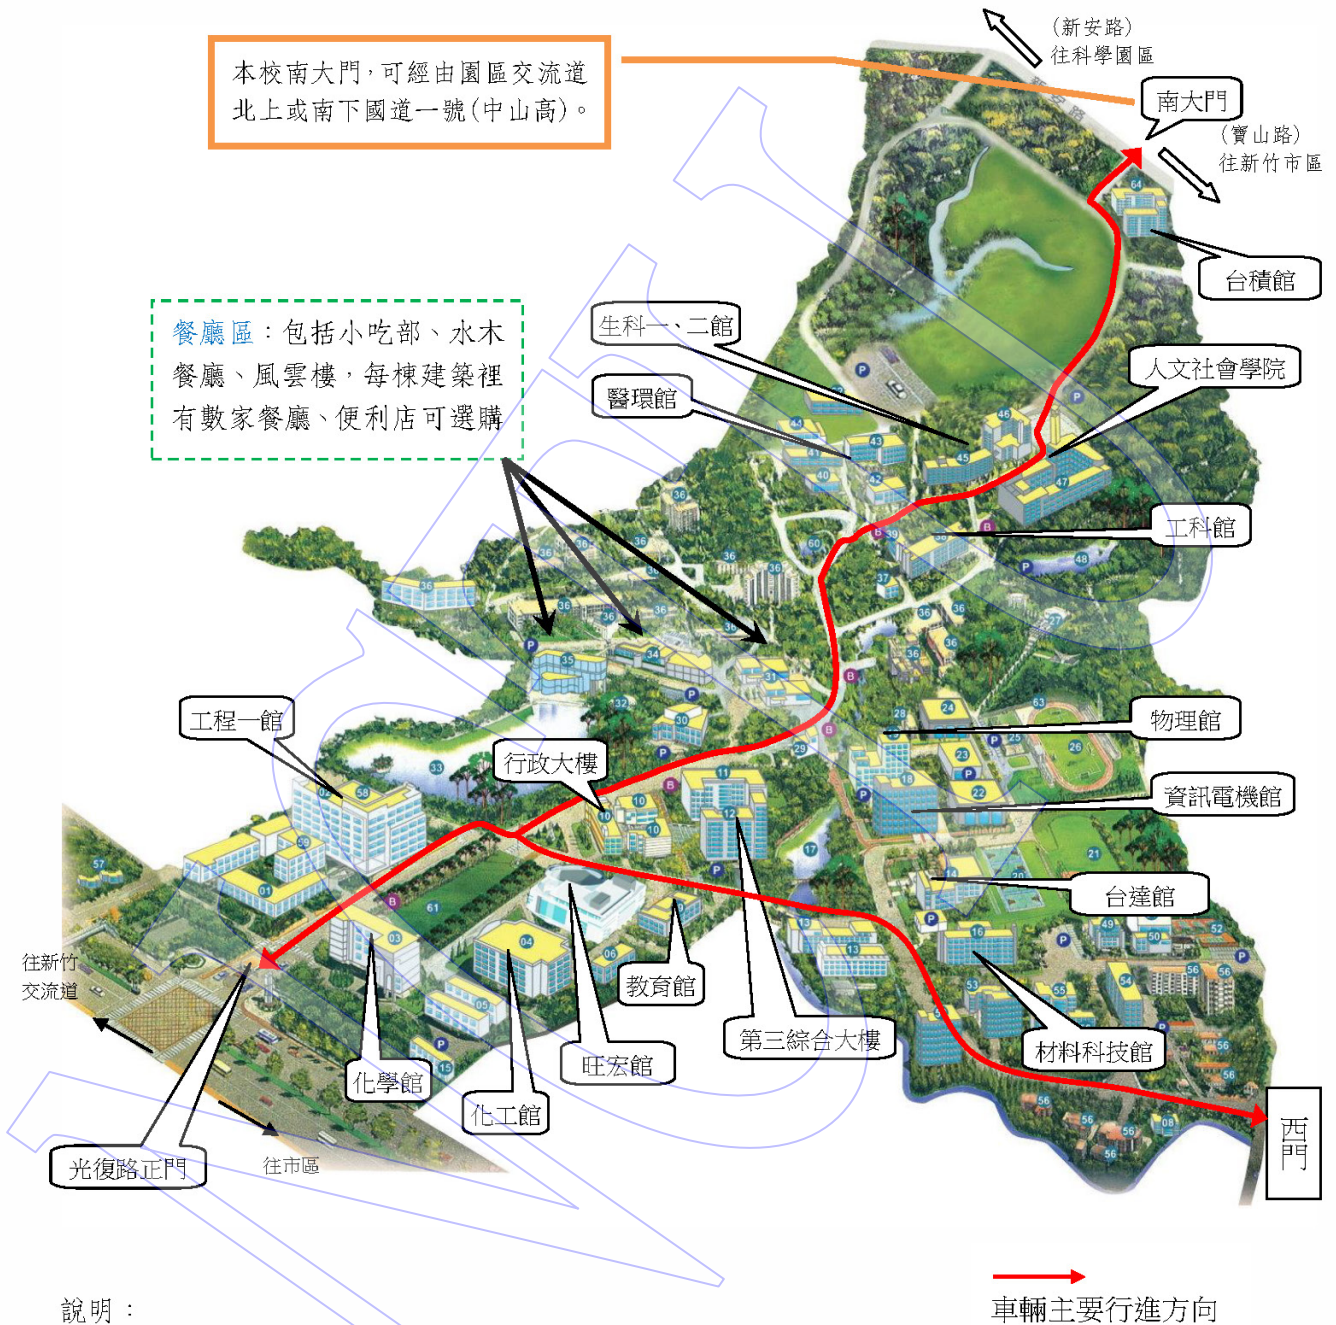 (新安路)
往科學園區
本校南大門,可經由園區交流道
北上或南下國道一號(中山高)。
南大門
(寶山路)
往新竹市區
台積館
餐廳區：包括小吃部、水木
餐廳、風雲樓，每棟建築裡
有數家餐廳、便利店可選購
生科一、二館
醫環館
人文社會學院
工科館
工程一館
行政大樓
物理館
資訊電機館
台達館
往新竹
交流道
教育館
第三綜合大樓
材料科技館
旺宏館
化學館
化工館
光復路正門
往市區
西門
說明：
車輛主要行進方向